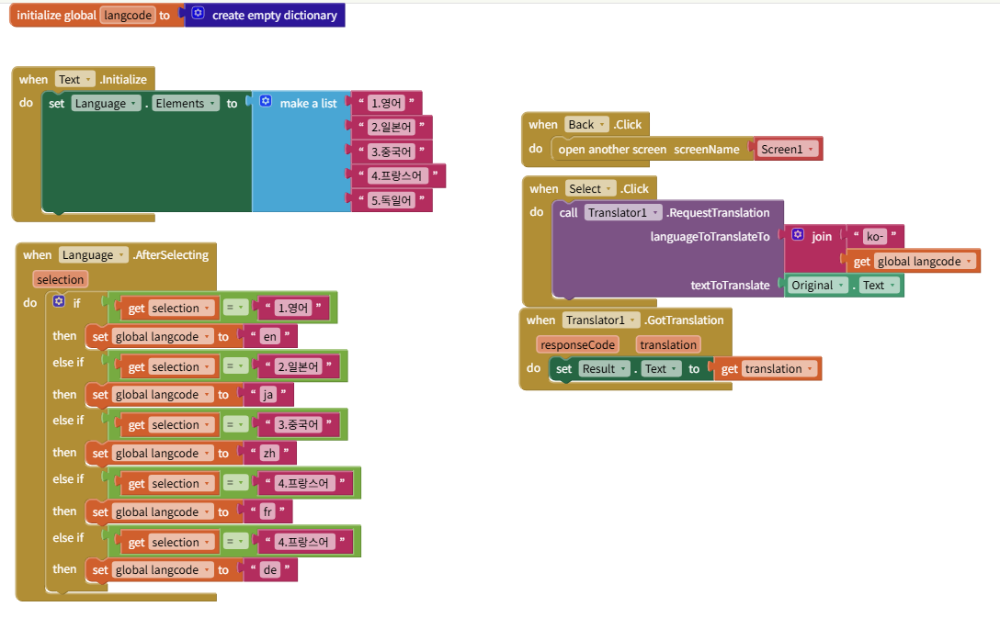 initialize global langcode to create empty dictionary
when Text .Initialize
do set Language . Elements to make a list " 1.영어 "
" 2.일본어 "
" 3.중국어 "
" 4.프랑스어 "
" 5.독일어 "
when Language .AfterSelecting
selection
do if get selection = " 1.영어 "
then set global langcode to " en "
else if get selection = " 2.일본어 "
then set global langcode to " ja "
else if get selection = " 3.중국어 "
then set global langcode to " zh "
else if get selection = " 4.프랑스어 "
then set global langcode to " fr "
else if get selection = " 4.프랑스어 "
then set global langcode to " de "
when Back .Click
do open another screen screenName Screen1
when Select .Click
do call Translator1 .RequestTranslation
languageToTranslateTo join " ko- "
get global langcode
textToTranslate Original . Text
when Translator1 .GotTranslation
responseCode translation
do set Result . Text to get translation